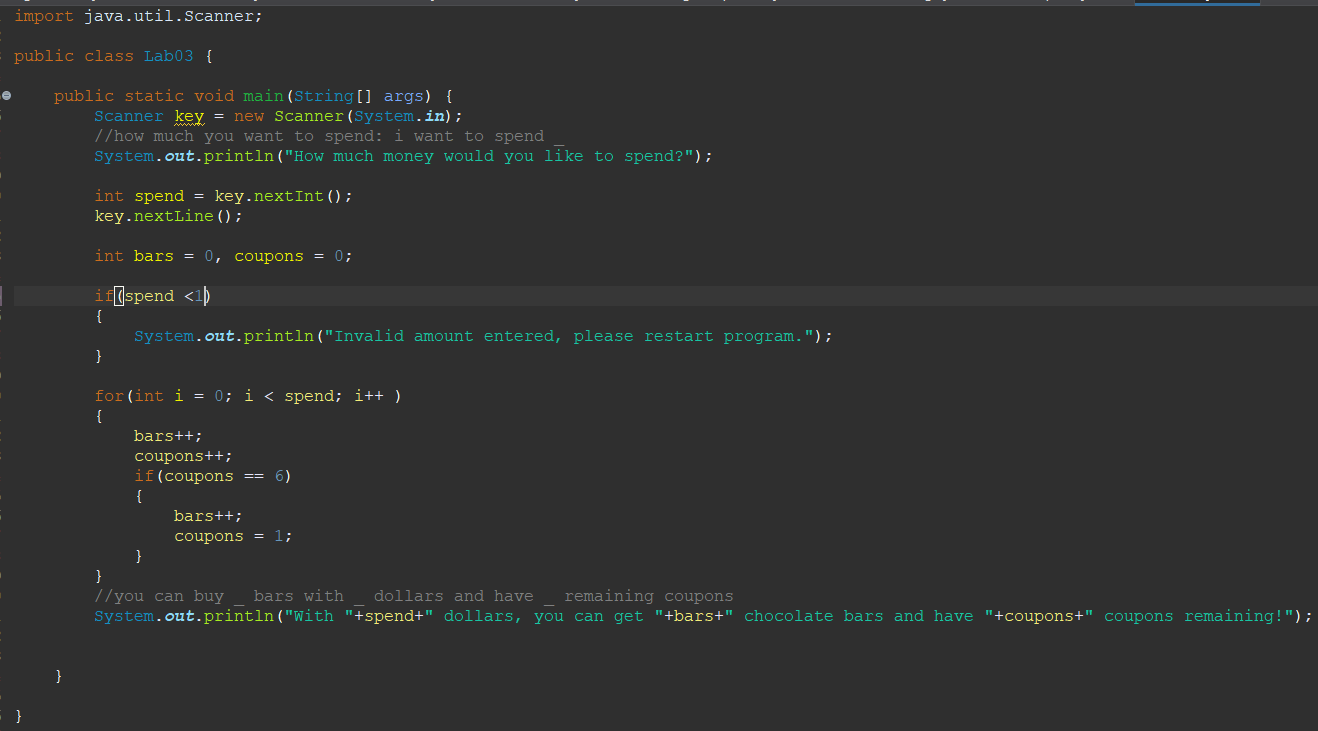 import java.util.Scanner;
public class Lab03 {
public static void main(String[] args) {
Scanner key = new Scanner(System.in);
//how much you want to spend: i want to spend _
System.out.println("How much money would you like to spend?");
int spend = key.nextInt();
key.nextLine();
int bars = 0, coupons = 0;
if(spend <1)
{
System.out.println("Invalid amount entered, please restart program.");
}
for(int i = 0; i < spend; i++ )
{
bars++;
coupons++;
if(coupons == 6)
{
bars++;
coupons = 1;
}
}
//you can buy _ bars with _ dollars and have _ remaining coupons
System.out.println("With "+spend+" dollars, you can get "+bars+" chocolate bars and have "+coupons+" coupons remaining!");
}
}